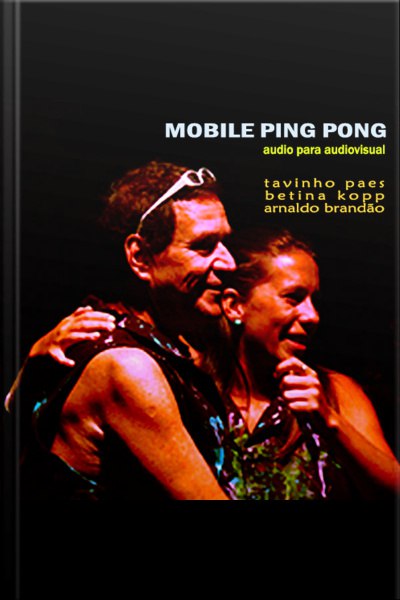 MOBILE PING PONG
audio para audiovisual
tavinho paes
betina kopp
arnaldo brandão